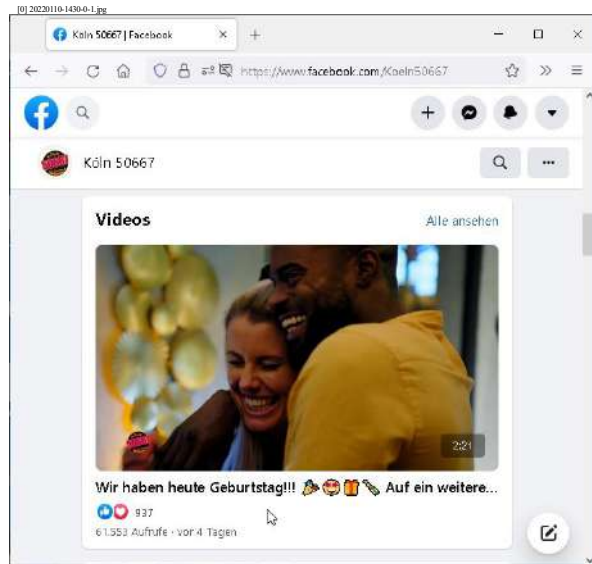 [0] 20220110-1430-0-1.jpg
Köln 50667 | Facebook
https://www.facebook.com/Koeln50667
Köln 50667
Videos
Alle ansehen
2:21
Wir haben heute Geburtstag!!! 🎉😍🎁🍾 Auf ein weitere...
937
61.553 Aufrufe · vor 4 Tagen